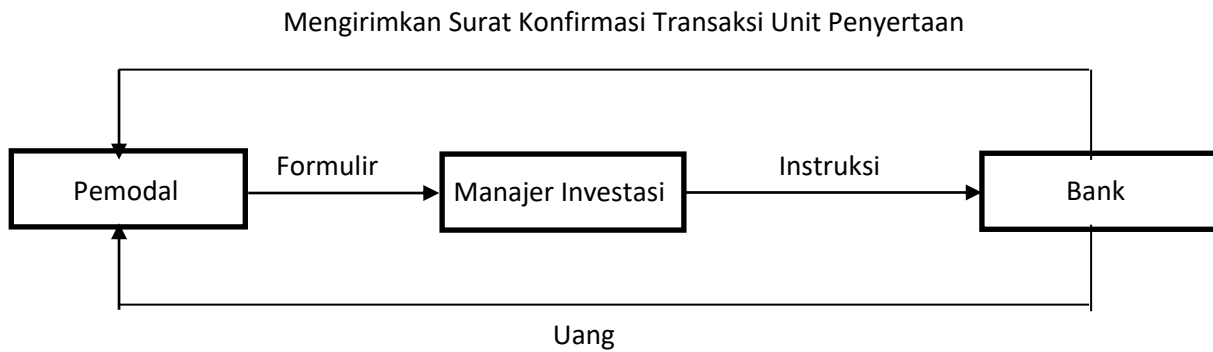 Mengirimkan Surat Konfirmasi Transaksi Unit Penyertaan
Formulir
Instruksi
Pemodal
Manajer Investasi
Bank
Uang